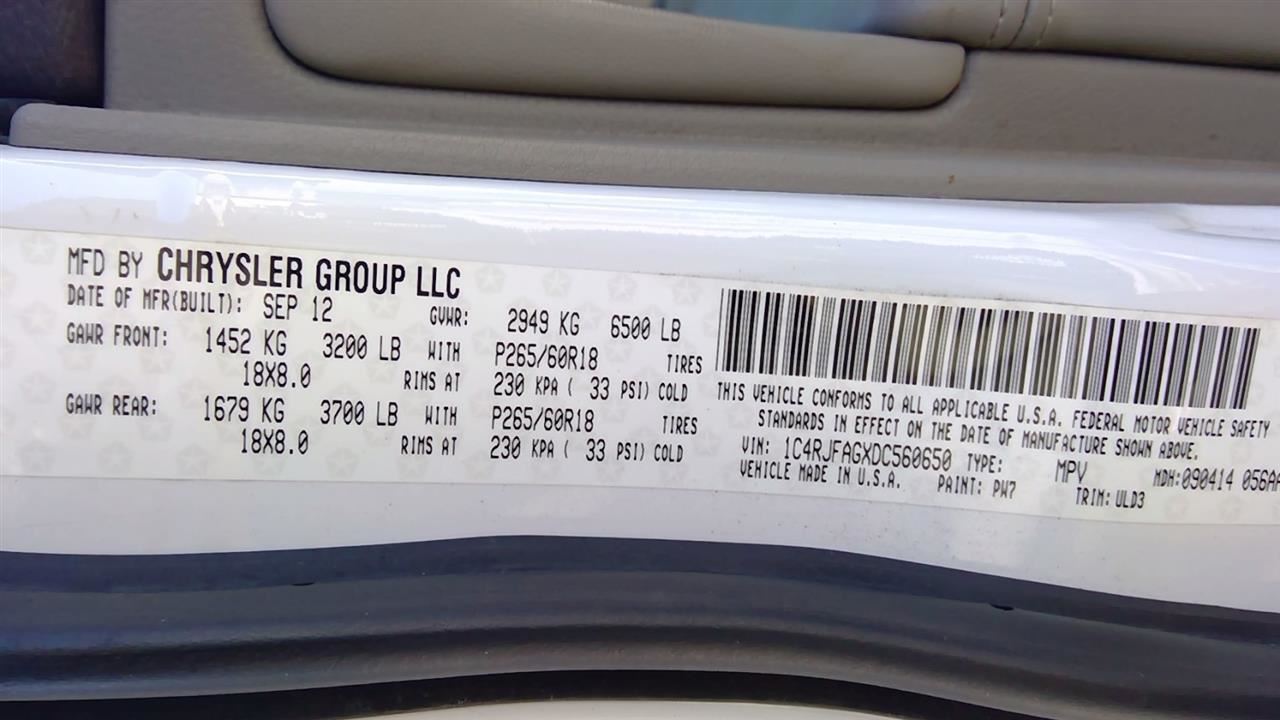 MFD BY CHRYSLER GROUP LLC
DATE OF MFR(BUILT): SEP 12 GVWR: 2949 KG 6500 LB
GAWR FRONT: 1452 KG 3200 LB WITH P265/60R18 TIRES
18X8.0 RIMS AT 230 KPA ( 33 PSI) COLD
GAWR REAR: 1679 KG 3700 LB WITH P265/60R18 TIRES
18X8.0 RIMS AT 230 KPA ( 33 PSI) COLD
THIS VEHICLE CONFORMS TO ALL APPLICABLE U.S.A. FEDERAL MOTOR VEHICLE SAFETY
STANDARDS IN EFFECT ON THE DATE OF MANUFACTURE SHOWN ABOVE.
VIN: 1C4RJFAGXDC560650 TYPE: MPV MDH:090414 056AA
VEHICLE MADE IN U.S.A. PAINT: PW7 TRIM: ULD3